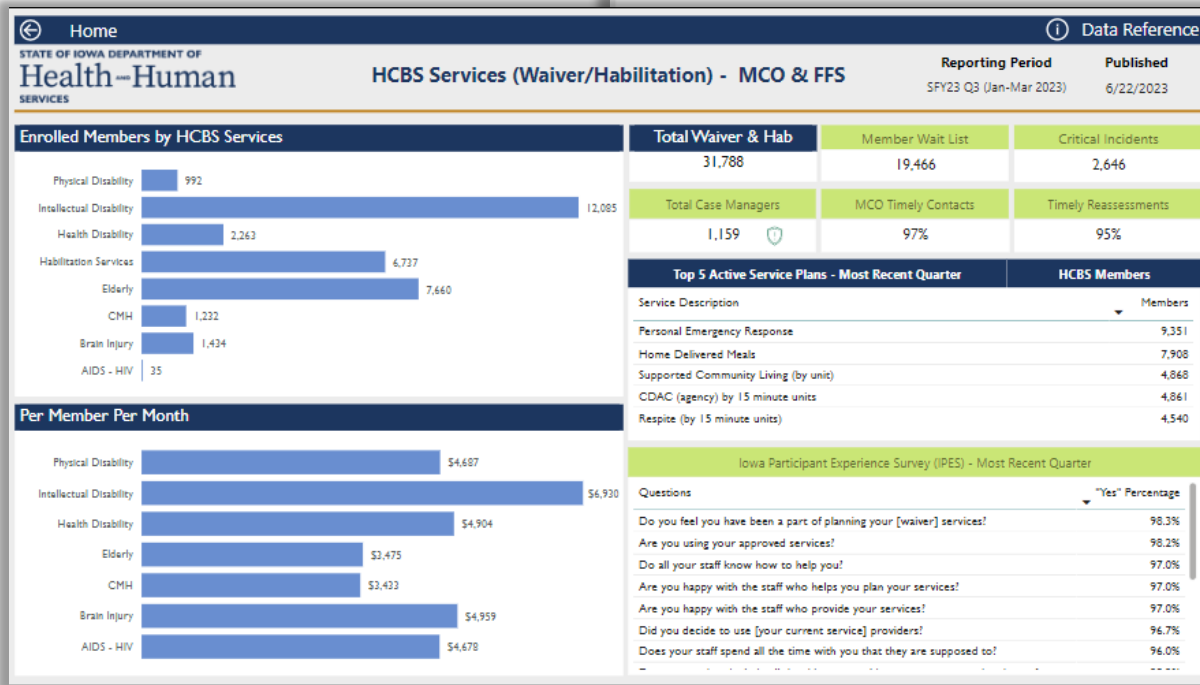 Home
Data Reference
STATE OF IOWA DEPARTMENT OF
Health and Human
SERVICES
HCBS Services (Waiver/Habilitation) - MCO & FFS
Reporting Period
SFY23 Q3 (Jan-Mar 2023)
Published
6/22/2023
Enrolled Members by HCBS Services
Physical Disability 992
Intellectual Disability 12,085
Health Disability 2,263
Habilitation Services 6,737
Elderly 7,660
CMH 1,232
Brain Injury 1,434
AIDS - HIV 35
Per Member Per Month
Physical Disability $4,687
Intellectual Disability $6,930
Health Disability $4,904
Elderly $3,475
CMH $3,433
Brain Injury $4,959
AIDS - HIV $4,678
Total Waiver & Hab
31,788
Member Wait List
19,466
Critical Incidents
2,646
Total Case Managers
1,159
MCO Timely Contacts
97%
Timely Reassessments
95%
Top 5 Active Service Plans - Most Recent Quarter HCBS Members
Service Description Members
Personal Emergency Response 9,351
Home Delivered Meals 7,908
Supported Community Living (by unit) 4,868
CDAC (agency) by 15 minute units 4,861
Respite (by 15 minute units) 4,540
Iowa Participant Experience Survey (IPES) - Most Recent Quarter
Questions "Yes" Percentage
Do you feel you have been a part of planning your [waiver] services? 98.3%
Are you using your approved services? 98.2%
Do all your staff know how to help you? 97.0%
Are you happy with the staff who helps you plan your services? 97.0%
Are you happy with the staff who provide your services? 97.0%
Did you decide to use [your current service] providers? 96.7%
Does your staff spend all the time with you that they are supposed to? 96.0%